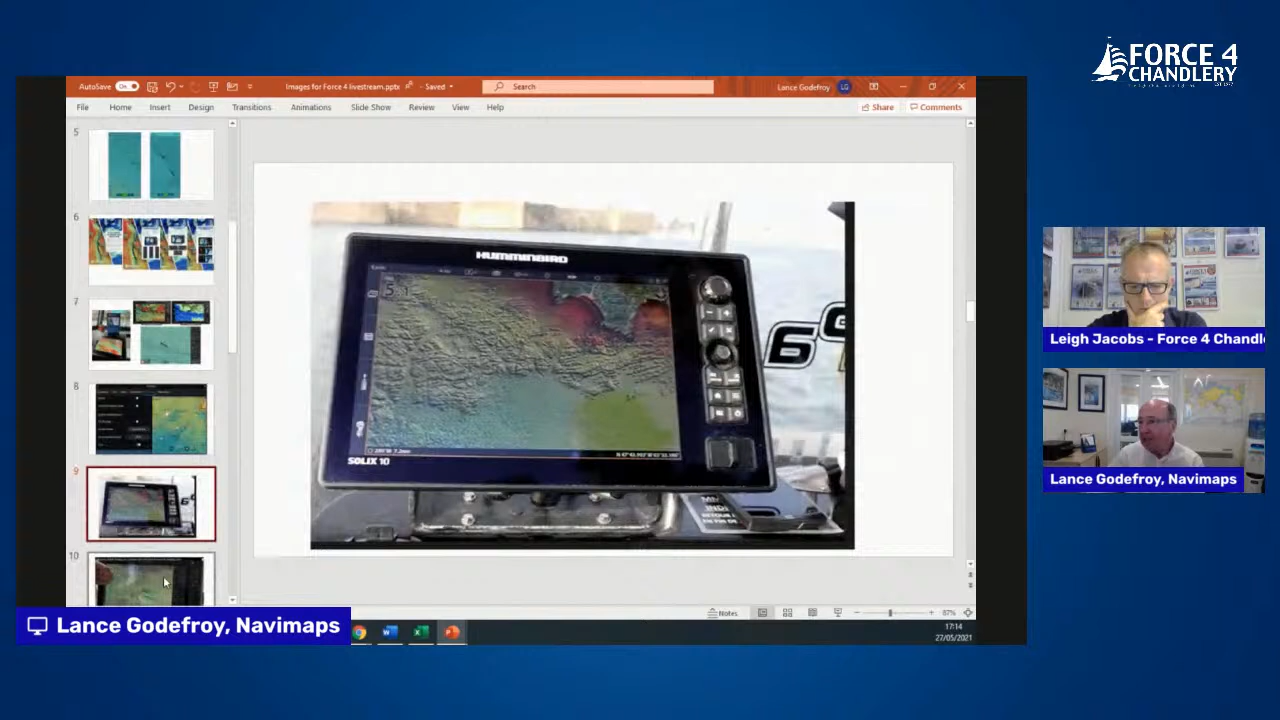 FORCE 4
CHANDLERY
AutoSave
On
Images for Force 4 livestream.pptx
- Saved
Search
Lance Godefroy
LG
File
Home
Insert
Design
Transitions
Animations
Slide Show
Review
View
Help
Share
Comments
5
6
7
8
9
10
HUMMINBIRD
SOLIX 10
Leigh Jacobs - Force 4 Chandl
Lance Godefroy, Navimaps
Lance Godefroy, Navimaps
Notes
87%
17:14
27/05/2021